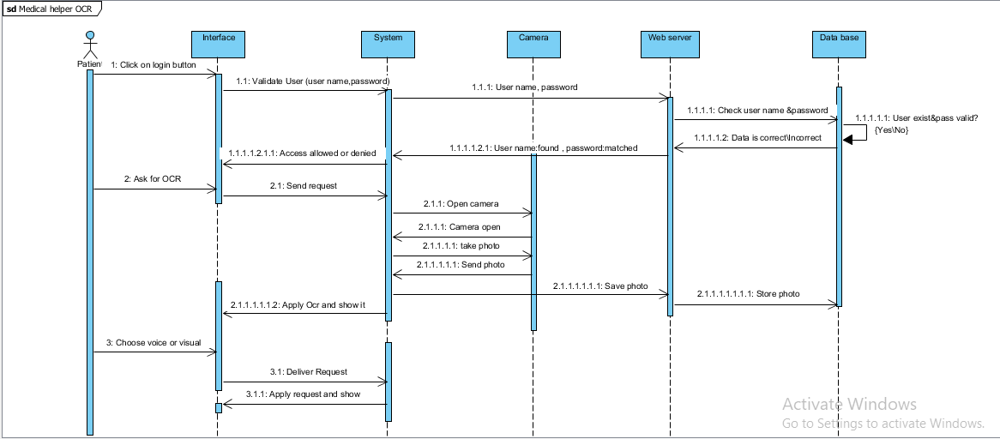 sd Medical helper OCR
Interface
System
Camera
Web server
Data base
Patient
1: Click on login button
1.1: Validate User (user name,password)
1.1.1: User name, password
1.1.1.1: Check user name &password
1.1.1.1.1: User exist&pass valid?
{Yes\No}
1.1.1.1.2: Data is correct\Incorrect
1.1.1.1.2.1: User name:found , password:matched
1.1.1.1.2.1.1: Access allowed or denied
2: Ask for OCR
2.1: Send request
2.1.1: Open camera
2.1.1.1: Camera open
2.1.1.1.1: take photo
2.1.1.1.1.1: Send photo
2.1.1.1.1.1.1: Save photo
2.1.1.1.1.1.1.1: Store photo
2.1.1.1.1.1.2: Apply Ocr and show it
3: Choose voice or visual
3.1: Deliver Request
3.1.1: Apply request and show
Activate Windows
Go to Settings to activate Windows.